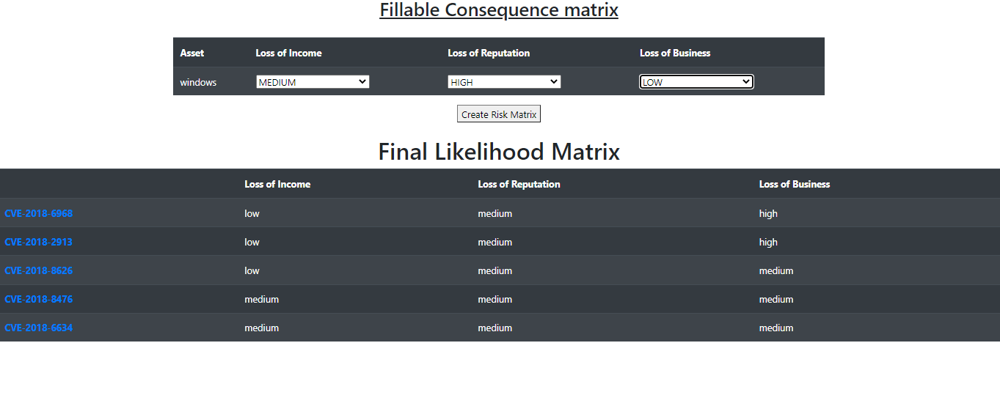 Fillable Consequence matrix
Asset Loss of Income Loss of Reputation Loss of Business
windows MEDIUM HIGH LOW
Create Risk Matrix
Final Likelihood Matrix
Loss of Income Loss of Reputation Loss of Business
CVE-2018-6968 low medium high
CVE-2018-2913 low medium high
CVE-2018-8626 low medium medium
CVE-2018-8476 medium medium medium
CVE-2018-6634 medium medium medium